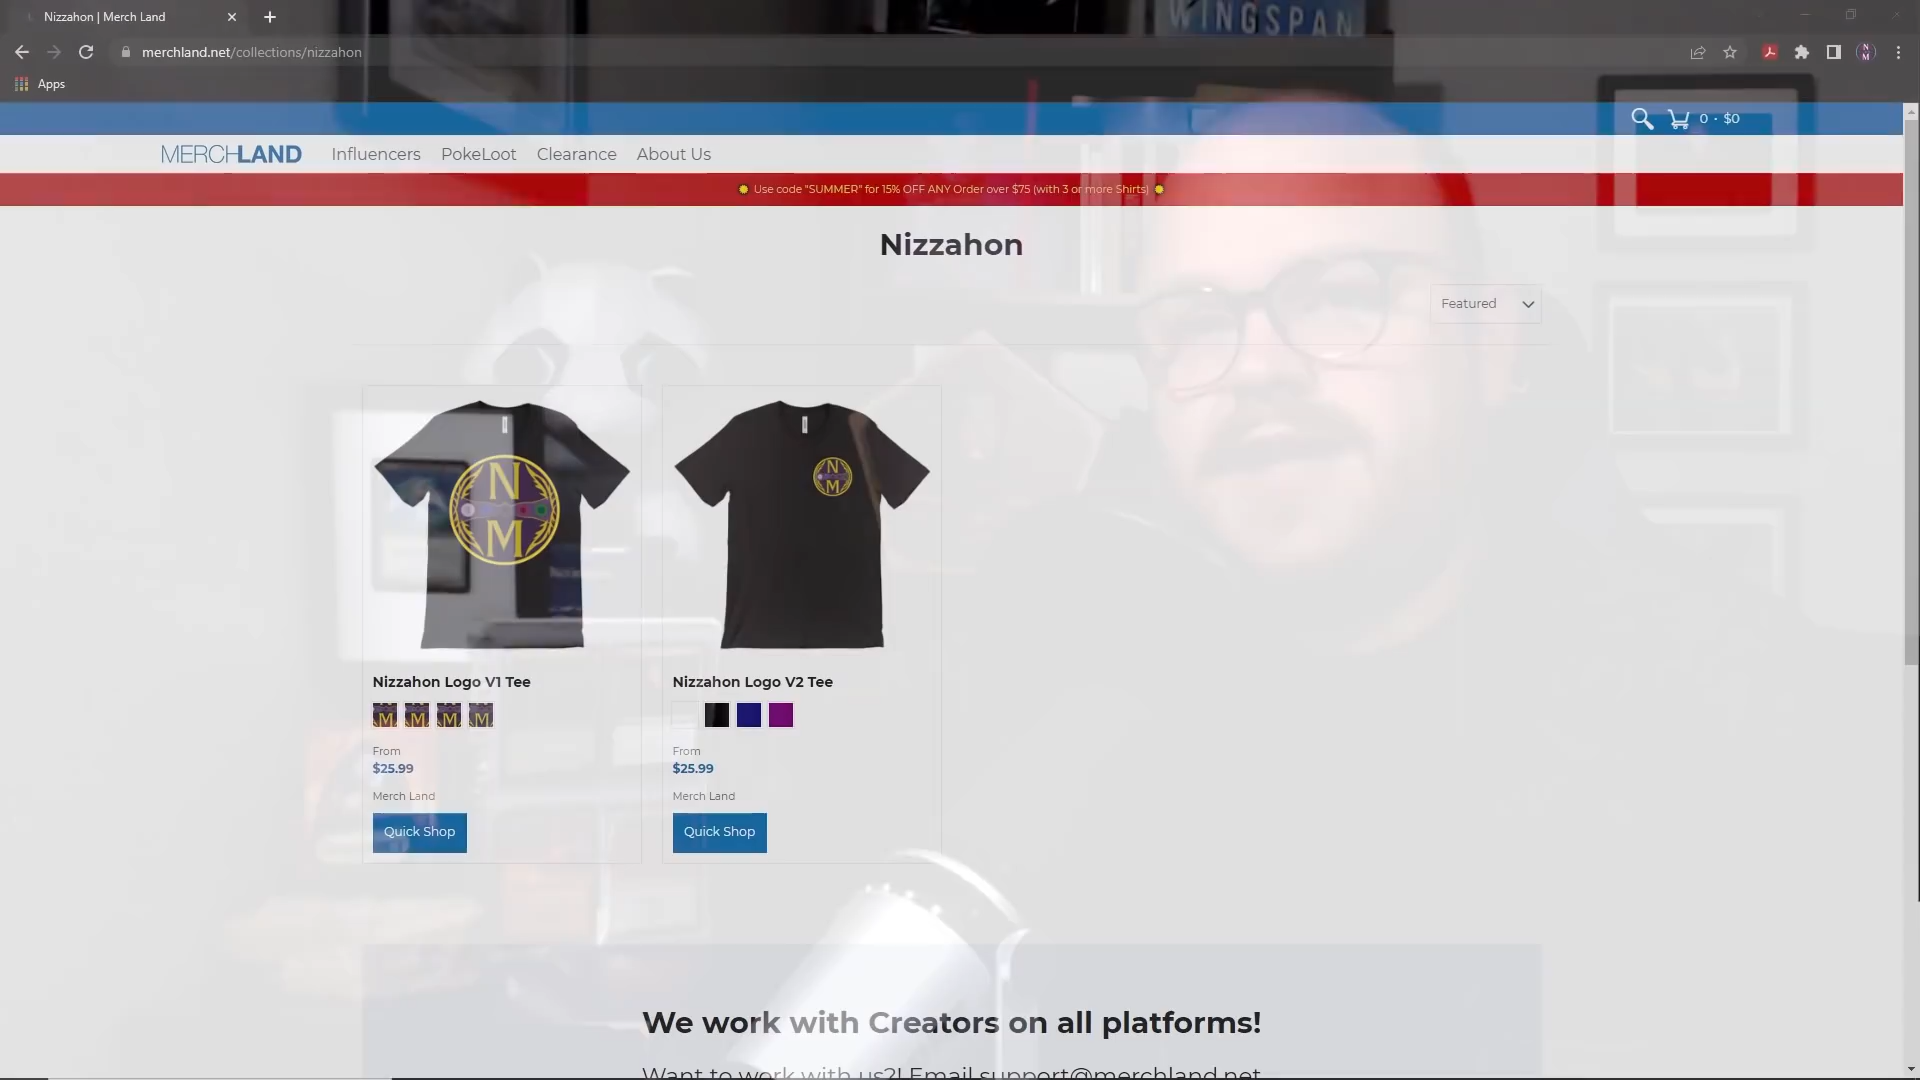 WINGSPAN
Nizzahon | Merch Land
merchland.net/collections/nizzahon
Apps
0 · $0
MERCHLAND
Influencers
PokeLoot
Clearance
About Us
Use code "SUMMER" for 15% OFF ANY Order over $75 (with 3 or more Shirts)
Nizzahon
Featured
N
M
N
M
Nizzahon Logo V1 Tee
Nizzahon Logo V2 Tee
From
$25.99
Merch Land
Quick Shop
From
$25.99
Merch Land
Quick Shop
We work with Creators on all platforms!
Want to work with us?! Email support@merchland.net